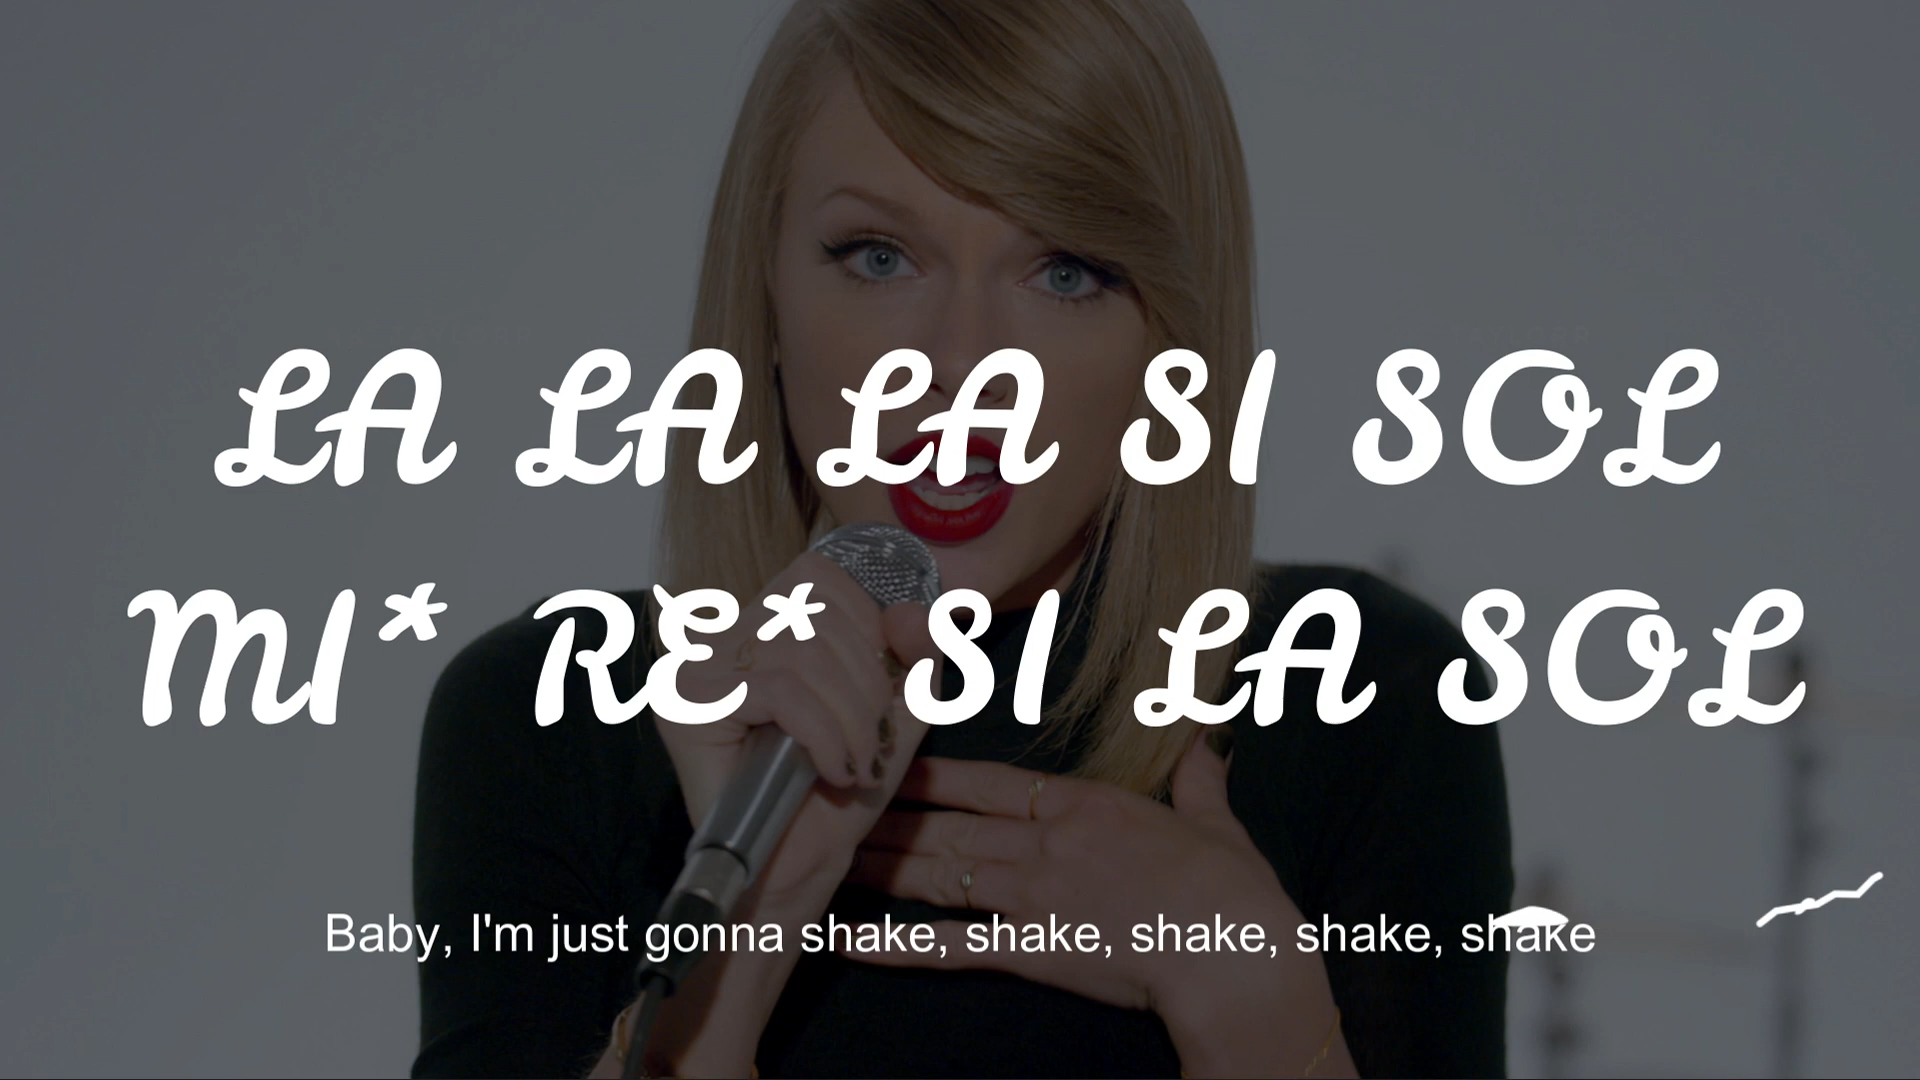 LA LA LA SI SOL
MI* RE* SI LA SOL
Baby, I'm just gonna shake, shake, shake, shake, shake